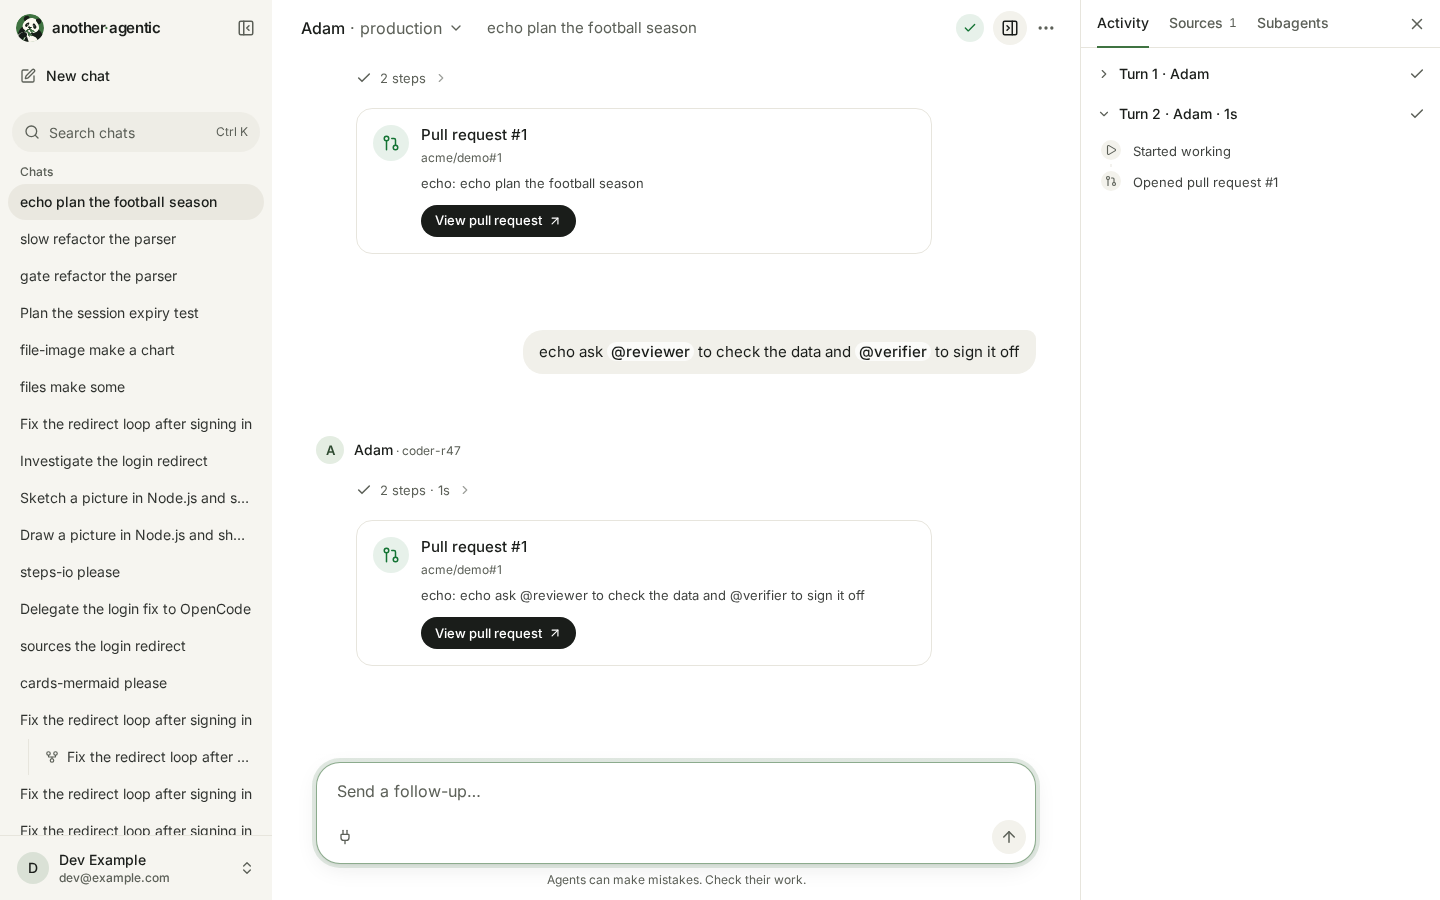 another·agentic
New chat
Search chats Ctrl K
Chats
echo plan the football season
slow refactor the parser
gate refactor the parser
Plan the session expiry test
file-image make a chart
files make some
Fix the redirect loop after signing in
Investigate the login redirect
Sketch a picture in Node.js and s...
Draw a picture in Node.js and sh...
steps-io please
Delegate the login fix to OpenCode
sources the login redirect
cards-mermaid please
Fix the redirect loop after signing in
Fix the redirect loop after ...
Fix the redirect loop after signing in
Fix the redirect loop after signing in
D
Dev Example
dev@example.com
Adam · production echo plan the football season
2 steps
Pull request #1
acme/demo#1
echo: echo plan the football season
View pull request
echo ask @reviewer to check the data and @verifier to sign it off
A Adam · coder-r47
2 steps · 1s
Pull request #1
acme/demo#1
echo: echo ask @reviewer to check the data and @verifier to sign it off
View pull request
Send a follow-up...
Agents can make mistakes. Check their work.
Activity Sources 1 Subagents
Turn 1 · Adam
Turn 2 · Adam · 1s
Started working
Opened pull request #1